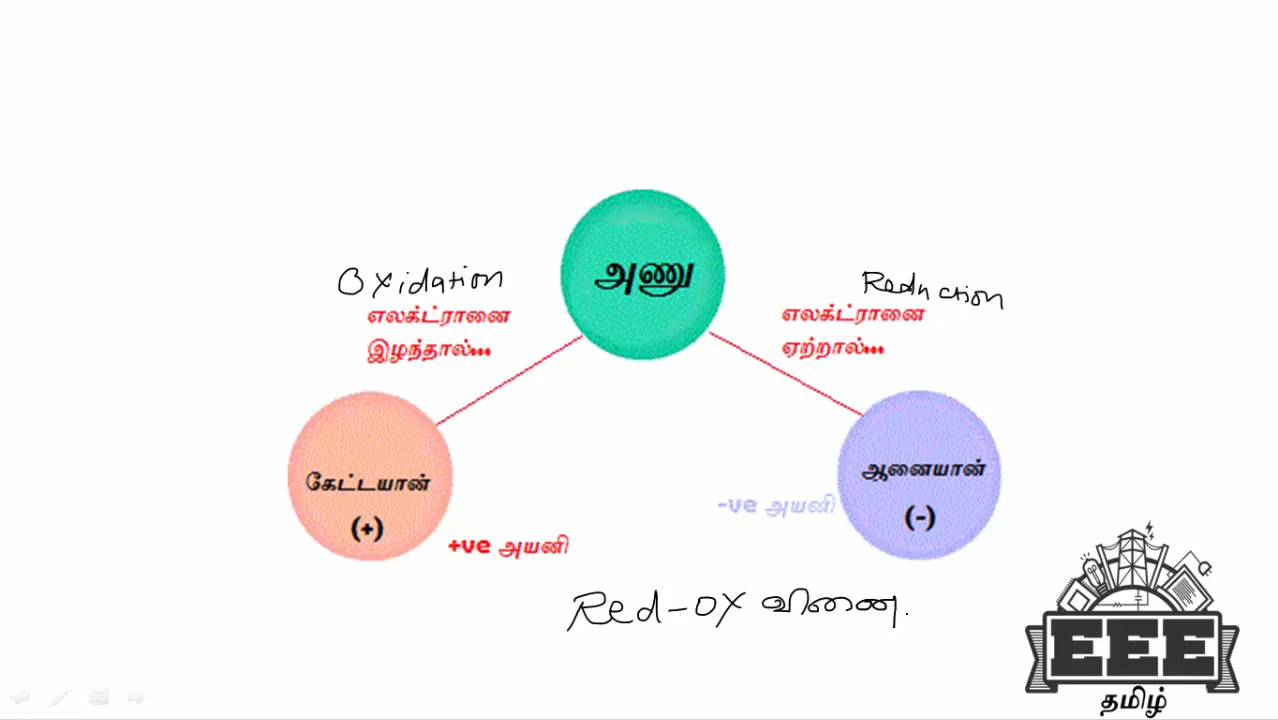 அணு
Oxidation
எலக்ட்ரானை
இழந்தால்...
Reduction
எலக்ட்ரானை
ஏற்றால்...
கேட்டயான்
(+)
+ve அயனி
ஆனையான்
(-)
-ve அயனி
Red-ox வினை.
EEE
தமிழ்